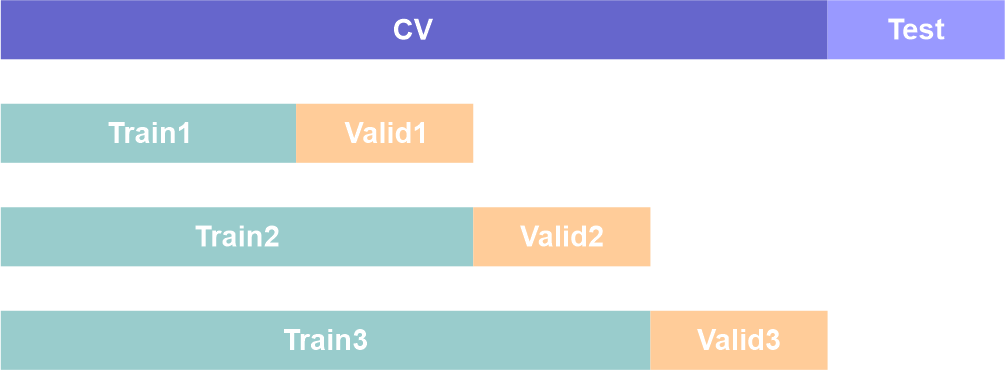 CV Test
Train1 Valid1
Train2 Valid2
Train3 Valid3